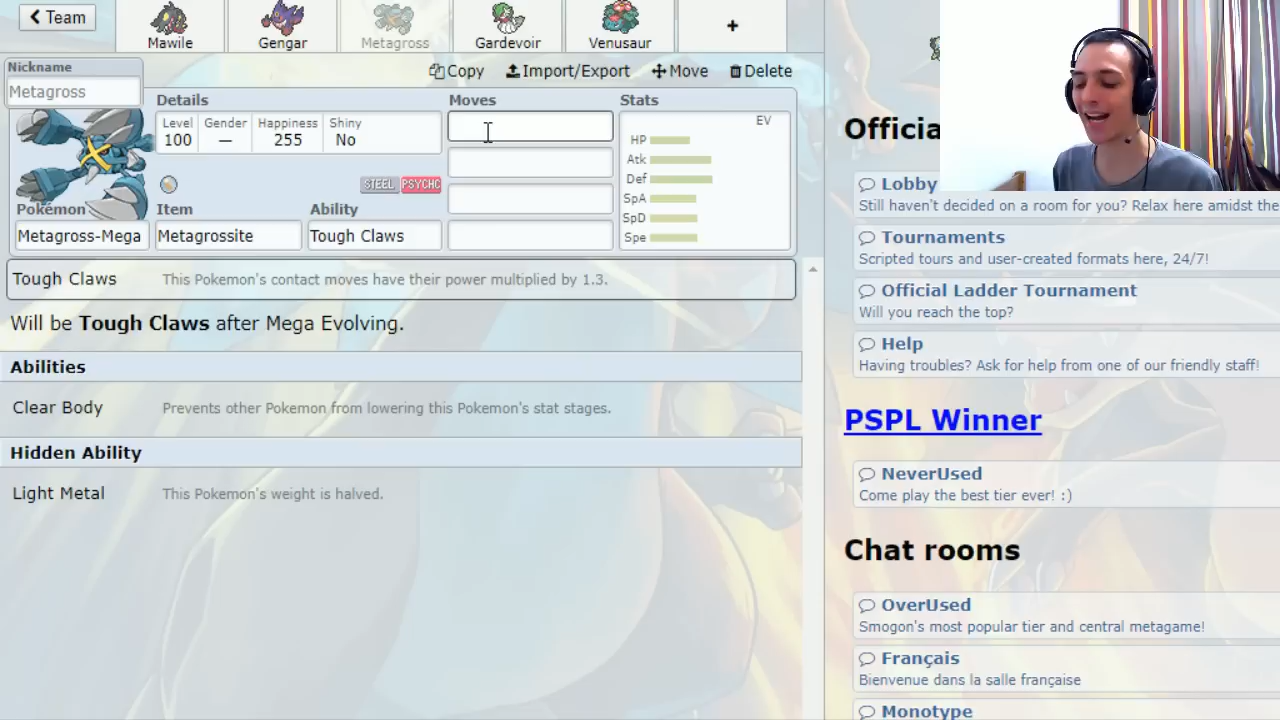 Team
Mawile
Gengar
Metagross
Gardevoir
Venusaur
+
Nickname
Metagross
Copy
Import/Export
Move
Delete
Details
Level
100
Gender
—
Happiness
255
Shiny
No
STEEL
PSYCHC
Pokémon
Metagross-Mega
Item
Metagrossite
Ability
Tough Claws
Moves
Stats
EV
HP
Atk
Def
SpA
SpD
Spe
Tough Claws This Pokemon's contact moves have their power multiplied by 1.3.
Will be Tough Claws after Mega Evolving.
Abilities
Clear Body Prevents other Pokemon from lowering this Pokemon's stat stages.
Hidden Ability
Light Metal This Pokemon's weight is halved.
Officia
Lobby
Still haven't decided on a room for you? Relax here amidst the
Tournaments
Scripted tours and user-created formats here, 24/7!
Official Ladder Tournament
Will you reach the top?
Help
Having troubles? Ask for help from one of our friendly staff!
PSPL Winner
NeverUsed
Come play the best tier ever! :)
Chat rooms
OverUsed
Smogon's most popular tier and central metagame!
Français
Bienvenue dans la salle française
Monotype